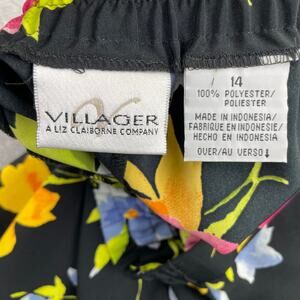 VILLAGER
A LIZ CLAIBORNE COMPANY
14
100% POLYESTER/
POLIESTER
MADE IN INDONESIA/
FABRIQUE EN INDONESIE/
HECHO EN INDONESIA
OVER/AU VERSO↓